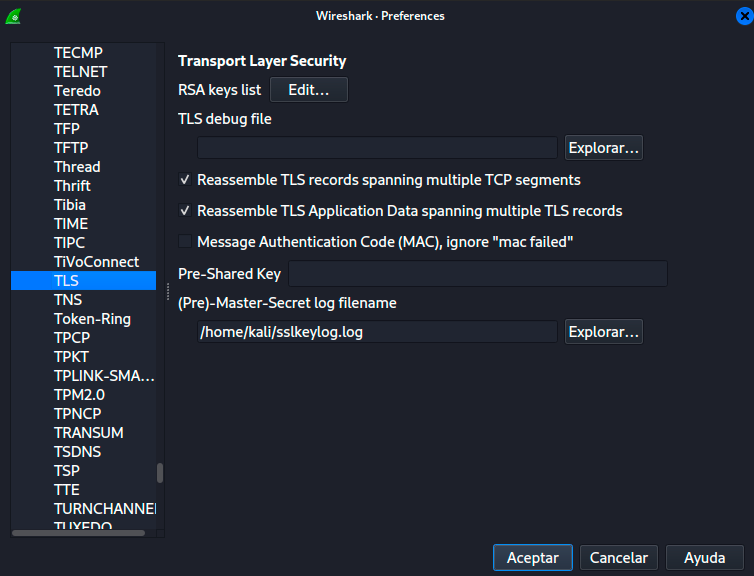 Wireshark · Preferences
TECMP
TELNET
Teredo
TETRA
TFP
TFTP
Thread
Thrift
Tibia
TIME
TIPC
TiVoConnect
TLS
TNS
Token-Ring
TPCP
TPKT
TPLINK-SMA...
TPM2.0
TPNCP
TRANSUM
TSDNS
TSP
TTE
TURNCHANNEL
TUXEDO
Transport Layer Security
RSA keys list Edit...
TLS debug file
Explorar...
Reassemble TLS records spanning multiple TCP segments
Reassemble TLS Application Data spanning multiple TLS records
Message Authentication Code (MAC), ignore "mac failed"
Pre-Shared Key
(Pre)-Master-Secret log filename
/home/kali/sslkeylog.log Explorar...
Aceptar Cancelar Ayuda